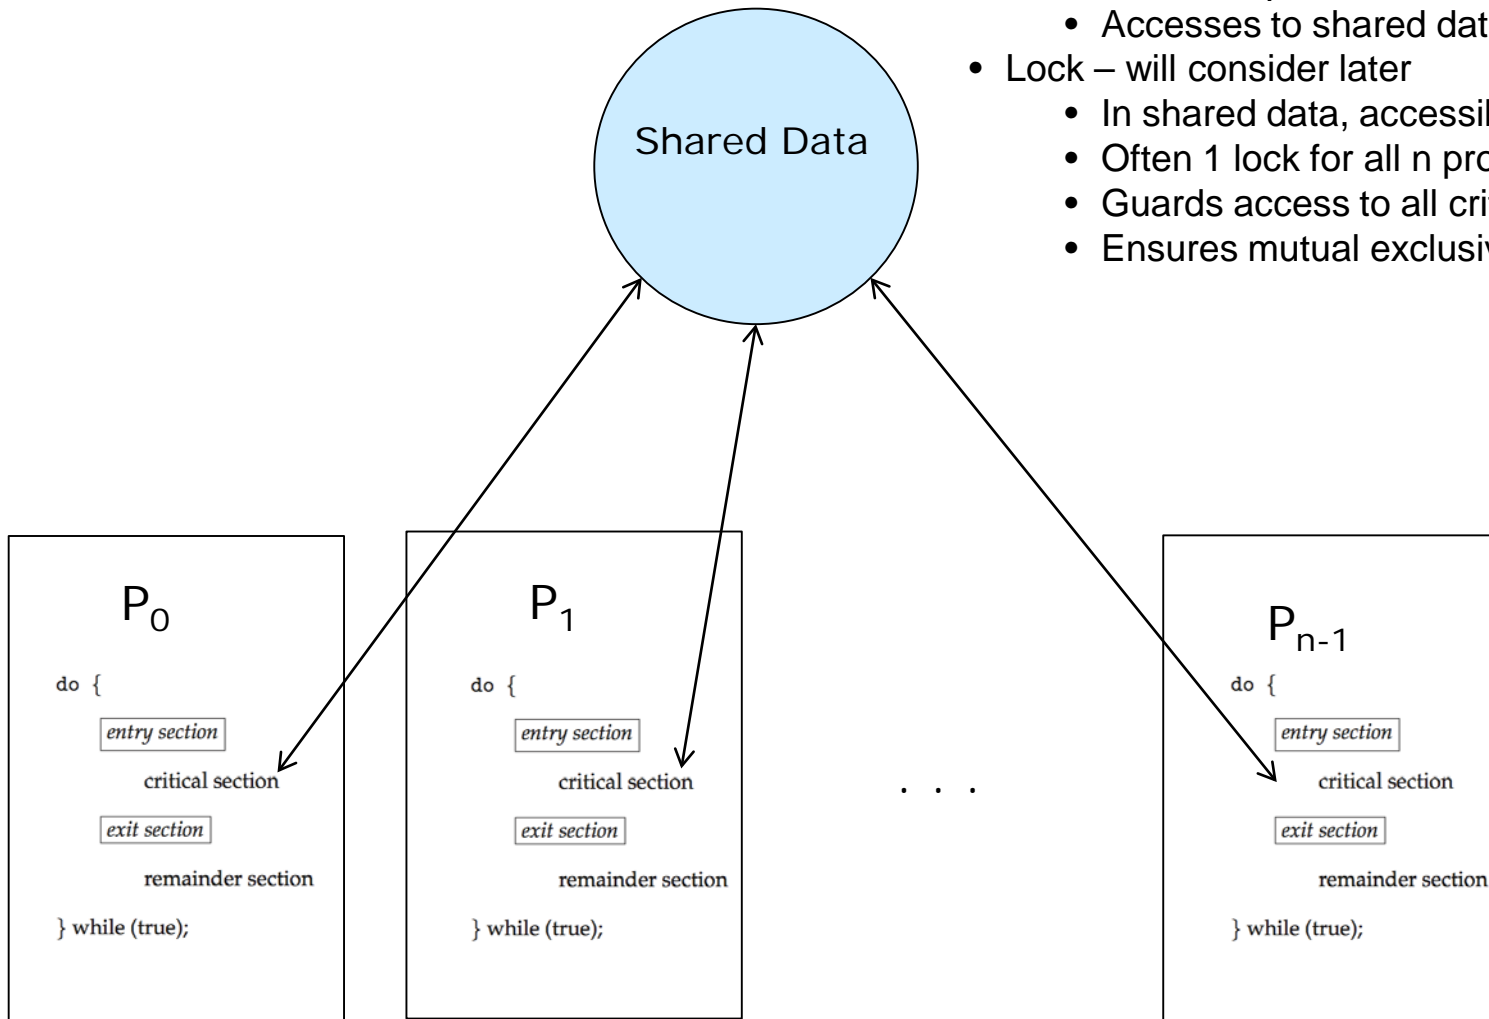 • Accesses to shared dat
• Lock – will consider later
• In shared data, accessi
• Often 1 lock for all n pro
• Guards access to all cri
• Ensures mutual exclusiv
Shared Data
P0
do {
entry section
critical section
exit section
remainder section
} while (true);
P1
do {
entry section
critical section
exit section
remainder section
} while (true);
. . .
Pn-1
do {
entry section
critical section
exit section
remainder section
} while (true);